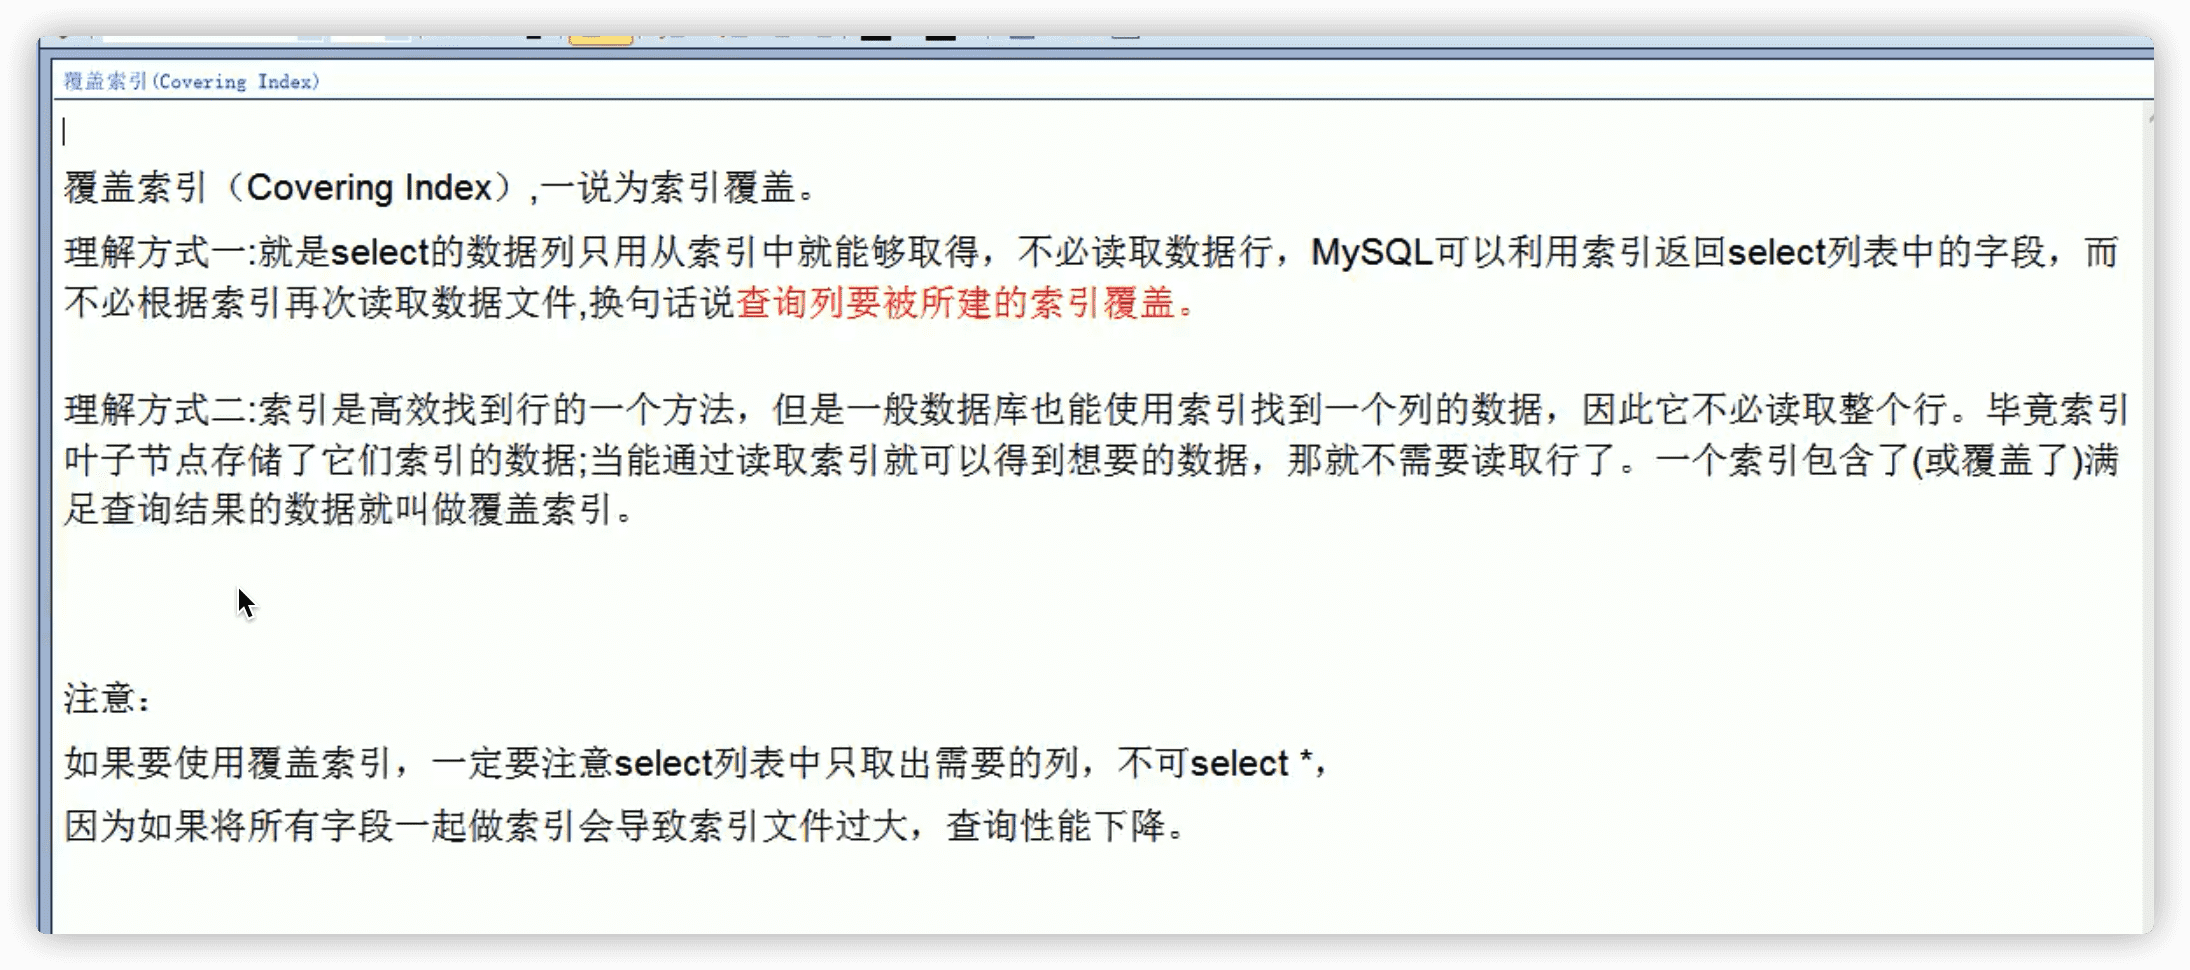 覆盖索引(Covering Index)
覆盖索引（Covering Index）,一说为索引覆盖。
理解方式一:就是select的数据列只用从索引中就能够取得，不必读取数据行，MySQL可以利用索引返回select列表中的字段，而
不必根据索引再次读取数据文件,换句话说查询列要被所建的索引覆盖。
理解方式二:索引是高效找到行的一个方法，但是一般数据库也能使用索引找到一个列的数据，因此它不必读取整个行。毕竟索引
叶子节点存储了它们索引的数据;当能通过读取索引就可以得到想要的数据，那就不需要读取行了。一个索引包含了(或覆盖了)满
足查询结果的数据就叫做覆盖索引。
注意：
如果要使用覆盖索引，一定要注意select列表中只取出需要的列，不可select *，
因为如果将所有字段一起做索引会导致索引文件过大，查询性能下降。